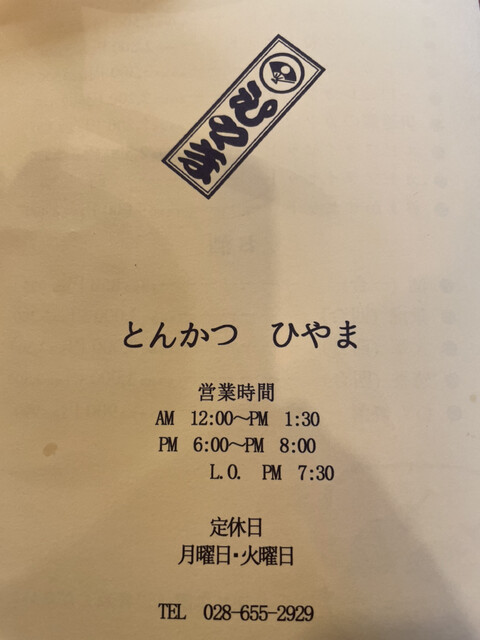 ひやま
とんかつ ひやま
営業時間
AM 12:00～PM 1:30
PM 6:00～PM 8:00
L.O. PM 7:30
定休日
月曜日・火曜日
TEL 028-655-2929